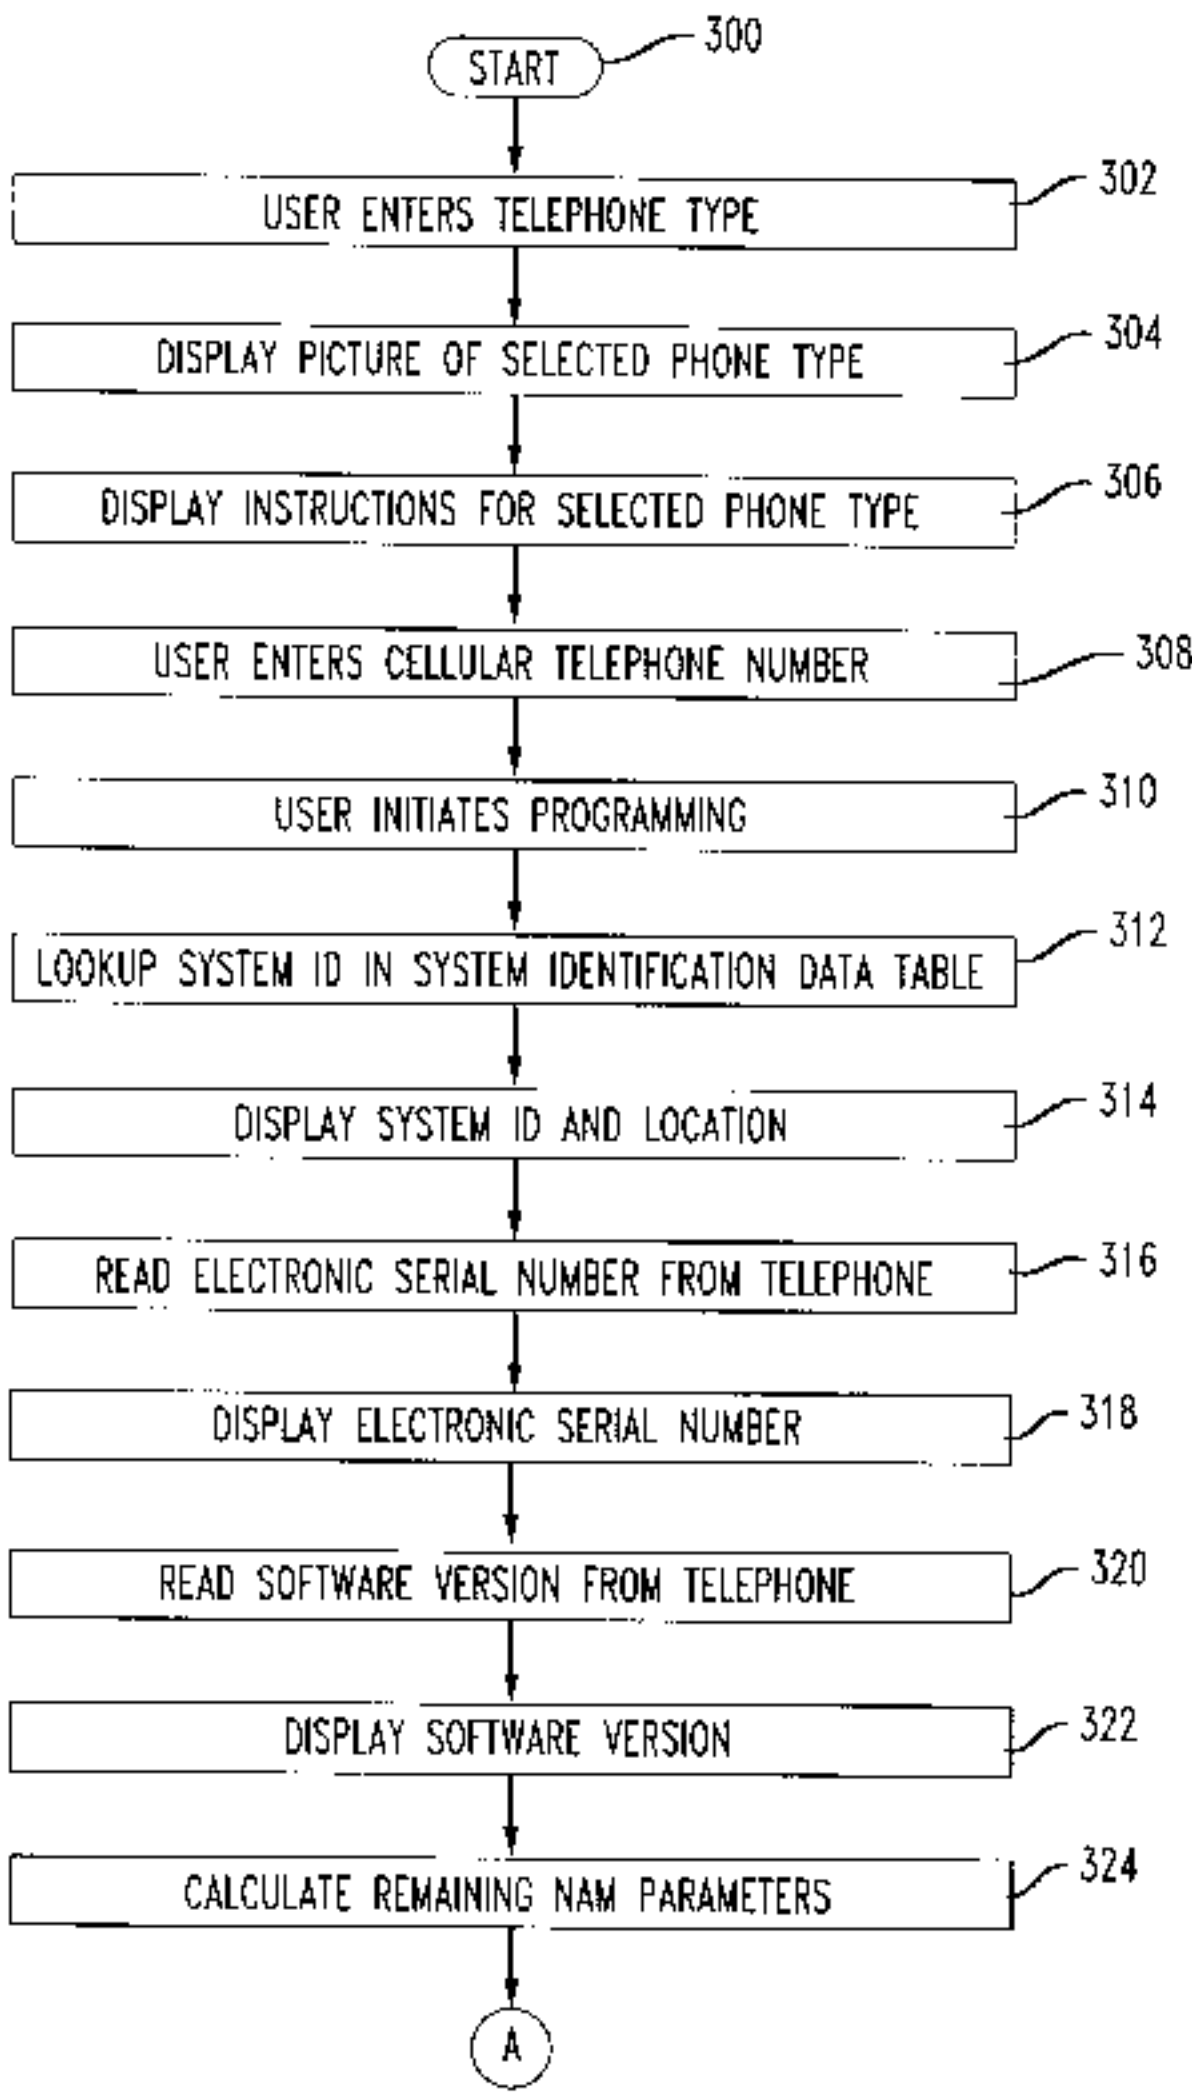 START
300
USER ENTERS TELEPHONE TYPE
302
DISPLAY PICTURE OF SELECTED PHONE TYPE
304
DISPLAY INSTRUCTIONS FOR SELECTED PHONE TYPE
306
USER ENTERS CELLULAR TELEPHONE NUMBER
308
USER INITIATES PROGRAMMING
310
LOOKUP SYSTEM ID IN SYSTEM IDENTIFICATION DATA TABLE
312
DISPLAY SYSTEM ID AND LOCATION
314
READ ELECTRONIC SERIAL NUMBER FROM TELEPHONE
316
DISPLAY ELECTRONIC SERIAL NUMBER
318
READ SOFTWARE VERSION FROM TELEPHONE
320
DISPLAY SOFTWARE VERSION
322
CALCULATE REMAINING NAM PARAMETERS
324
A